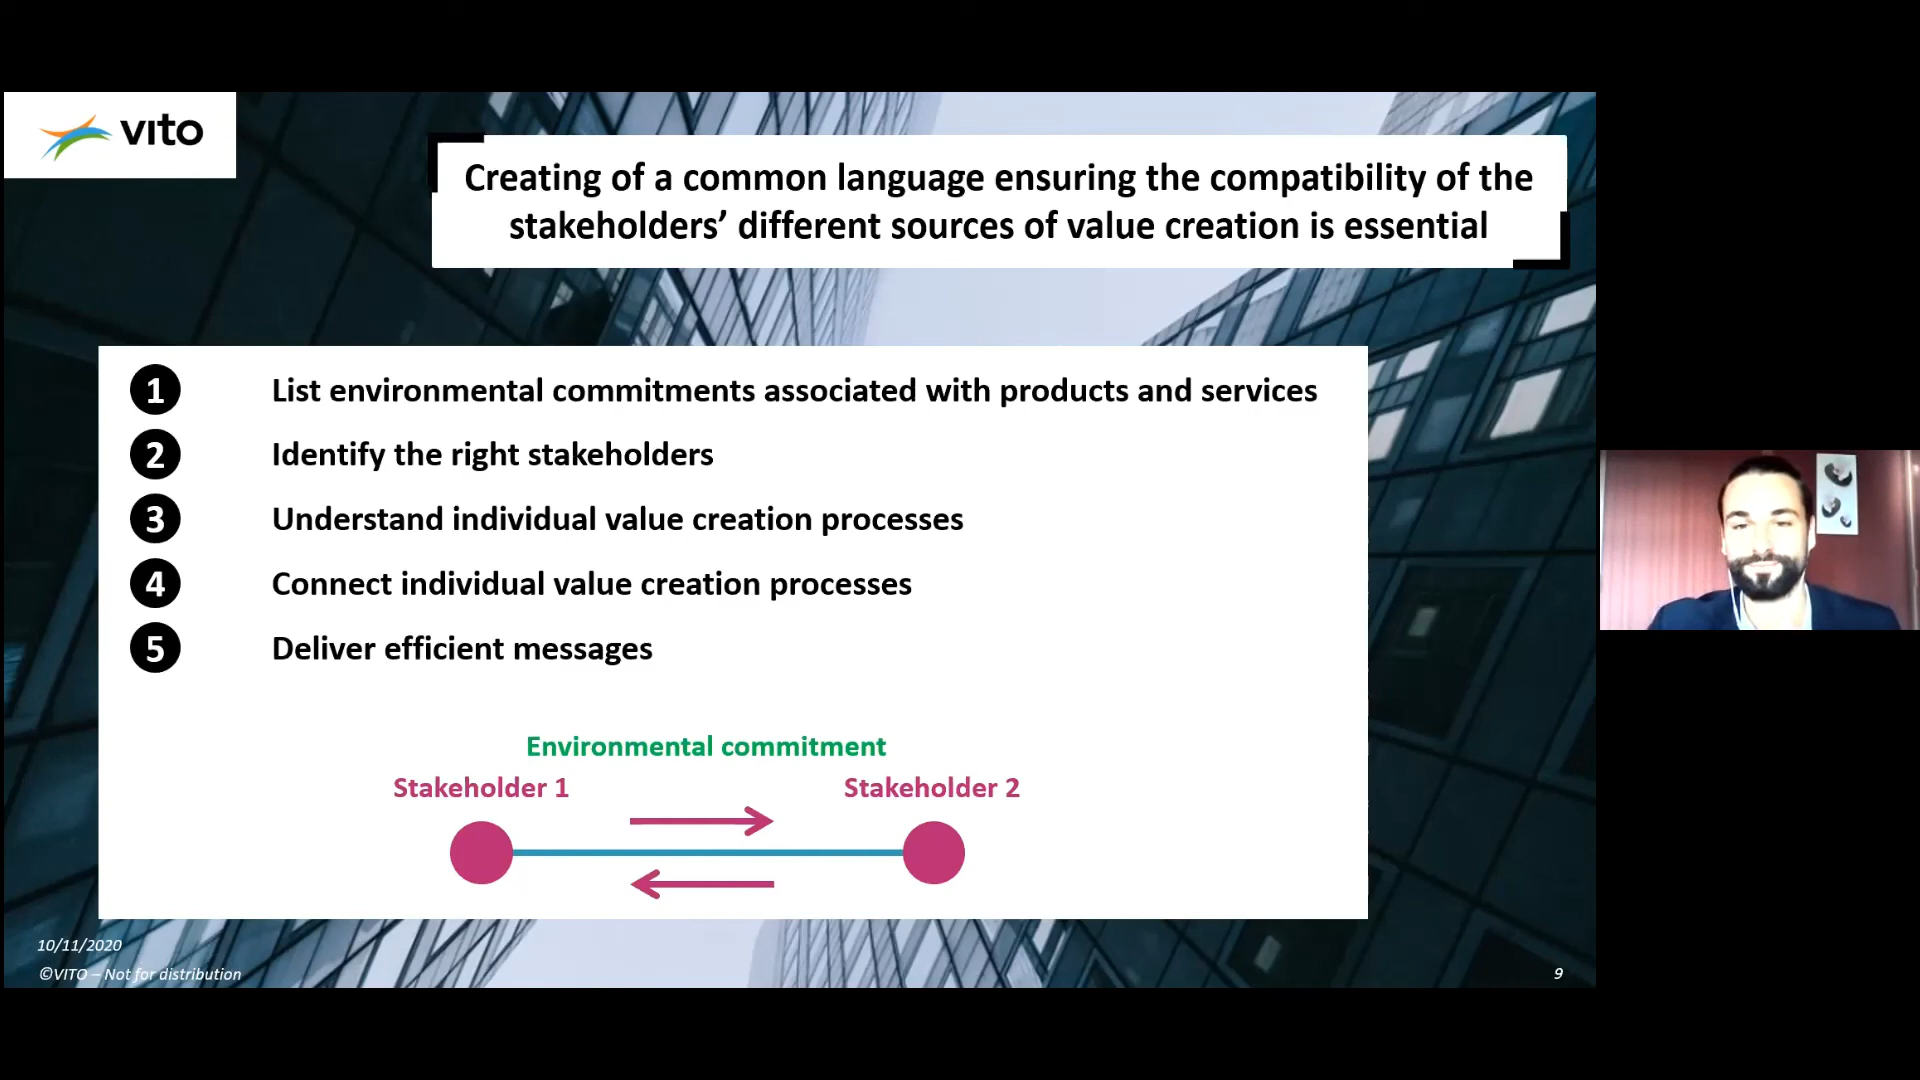 vito
Creating of a common language ensuring the compatibility of the
stakeholders’ different sources of value creation is essential
1 List environmental commitments associated with products and services
2 Identify the right stakeholders
3 Understand individual value creation processes
4 Connect individual value creation processes
5 Deliver efficient messages
Environmental commitment
Stakeholder 1 Stakeholder 2
10/11/2020
©VITO – Not for distribution
9